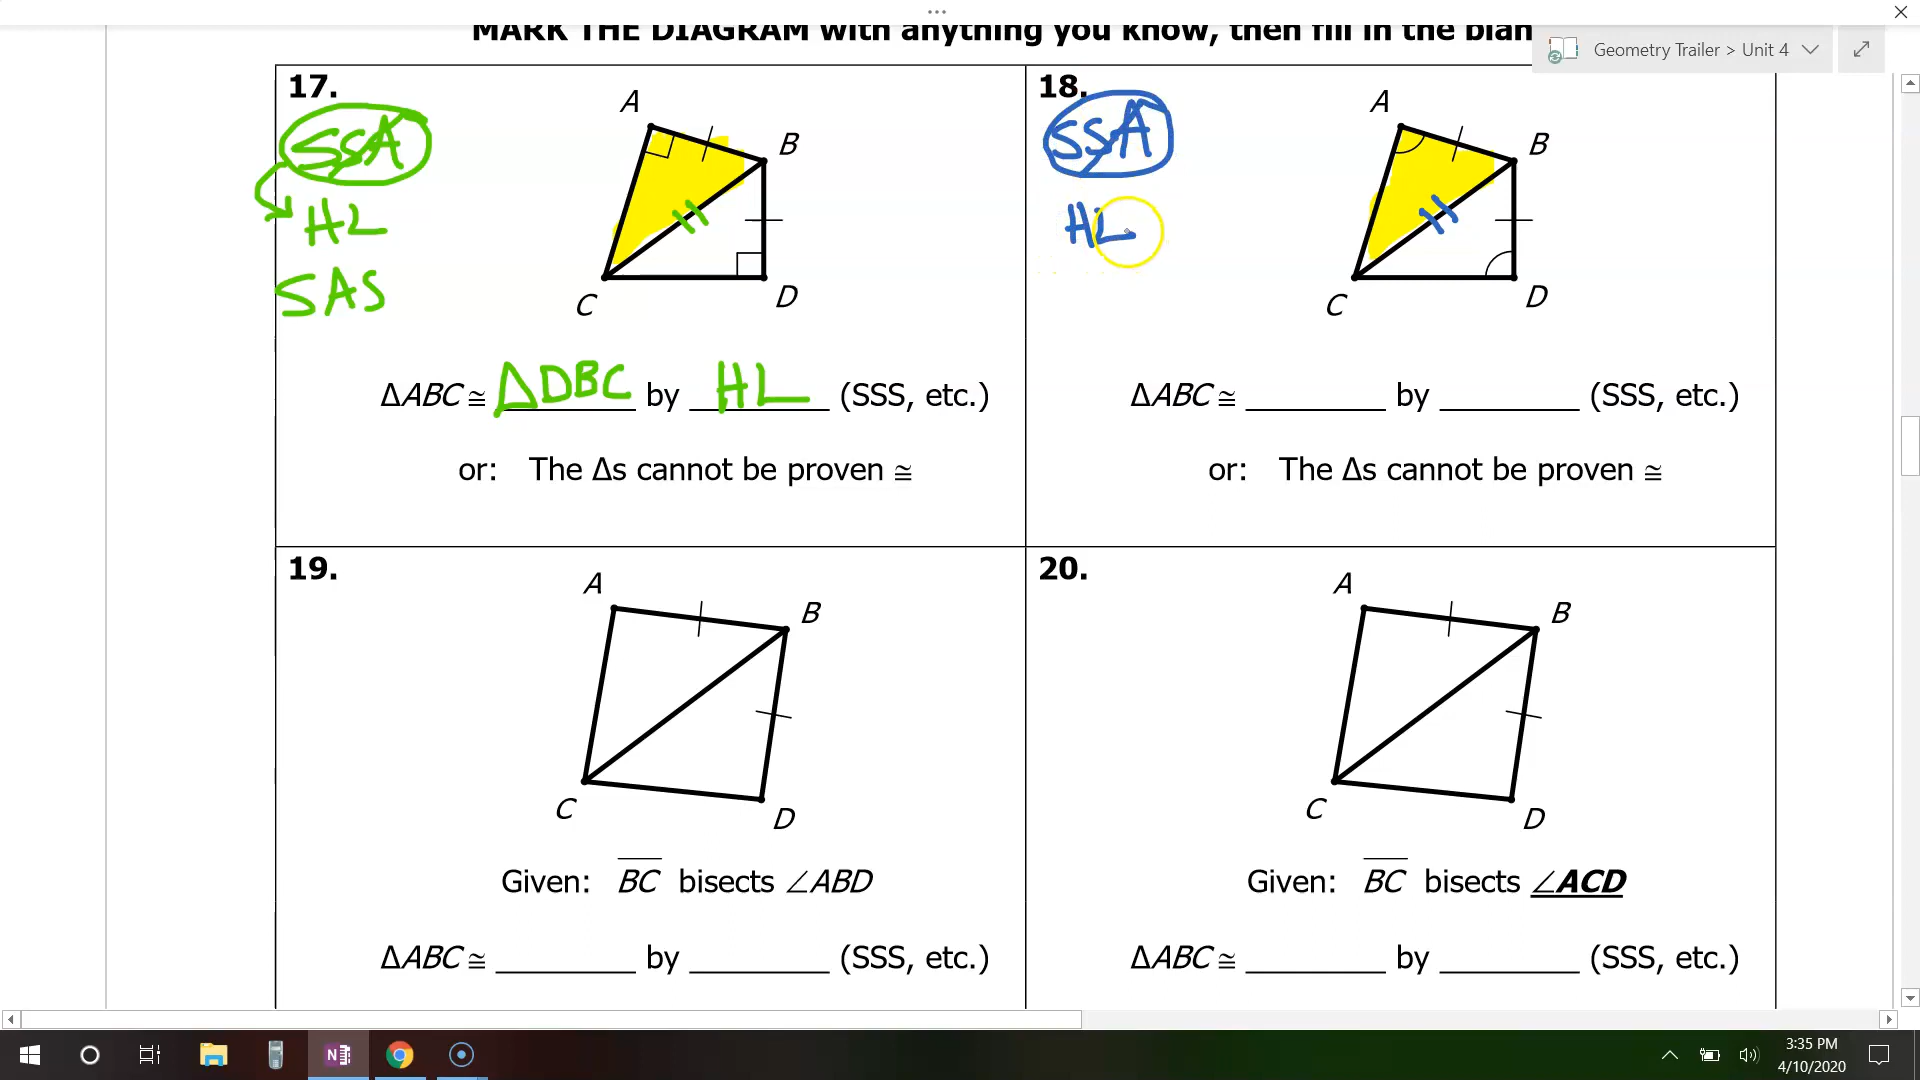 MARK THE DIAGRAM with anything you know, then fill in the blan
Geometry Trailer > Unit 4
17.
SSA
HL
SAS
A
B
C
D
ΔABC ≅ ΔDBC by HL (SSS, etc.)
or: The Δs cannot be proven ≅
18.
SSA
HL
A
B
C
D
ΔABC ≅ ________ by ________ (SSS, etc.)
or: The Δs cannot be proven ≅
19.
A
B
C
D
Given: BC bisects ∠ABD
ΔABC ≅ ________ by ________ (SSS, etc.)
20.
A
B
C
D
Given: BC bisects ∠ACD
ΔABC ≅ ________ by ________ (SSS, etc.)
N
3:35 PM
4/10/2020